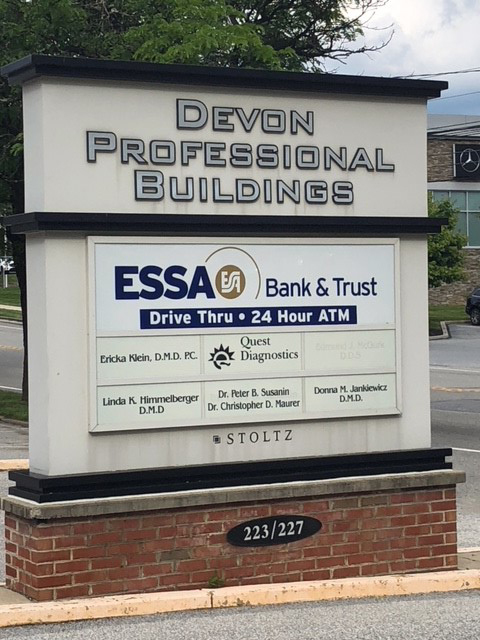 DEVON
PROFESSIONAL
BUILDINGS
ESSA ESSA Bank & Trust
Drive Thru • 24 Hour ATM
Ericka Klein, D.M.D. P.C.
Quest
Diagnostics
D.D.S.
Linda K. Himmelberger
D.M.D
Dr. Peter B. Susanin
Dr. Christopher D. Maurer
Donna M. Jankiewicz
D.M.D.
STOLTZ
223/227